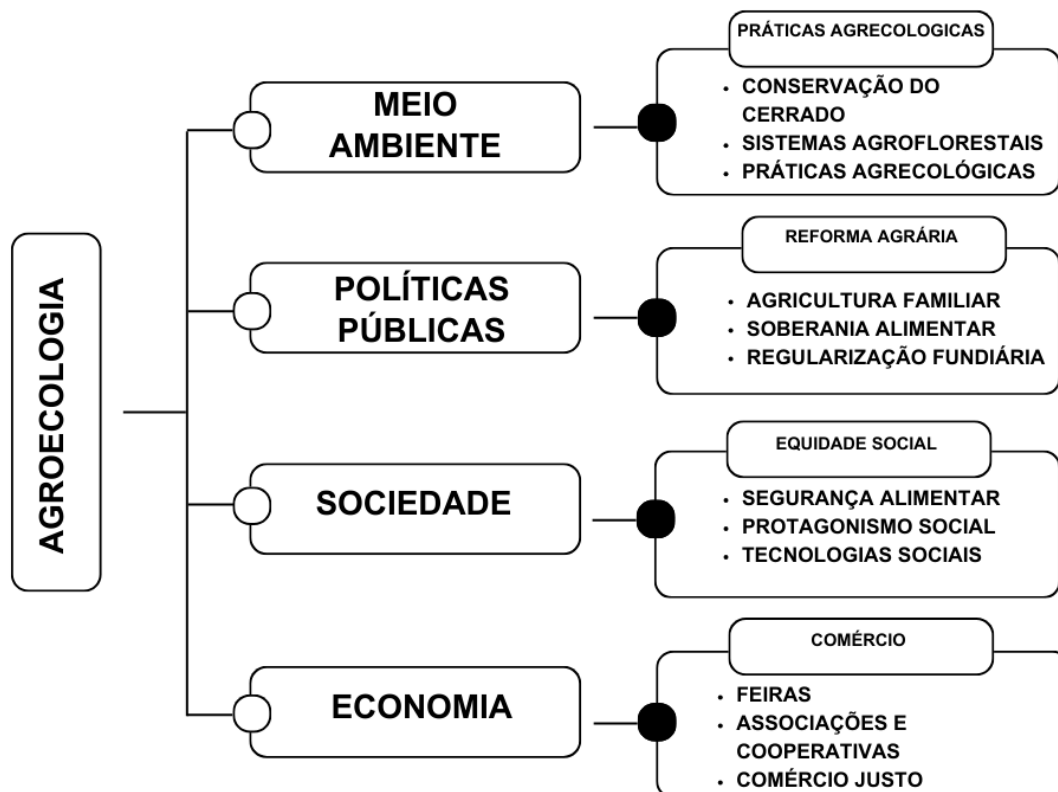 AGROECOLOGIA
MEIO
AMBIENTE
PRÁTICAS AGRECOLOGICAS
• CONSERVAÇÃO DO
CERRADO
• SISTEMAS AGROFLORESTAIS
• PRÁTICAS AGRECOLÓGICAS
POLÍTICAS
PÚBLICAS
REFORMA AGRÁRIA
• AGRICULTURA FAMILIAR
• SOBERANIA ALIMENTAR
• REGULARIZAÇÃO FUNDIÁRIA
SOCIEDADE
EQUIDADE SOCIAL
• SEGURANÇA ALIMENTAR
• PROTAGONISMO SOCIAL
• TECNOLOGIAS SOCIAIS
ECONOMIA
COMÉRCIO
• FEIRAS
• ASSOCIAÇÕES E
COOPERATIVAS
• COMÉRCIO JUSTO